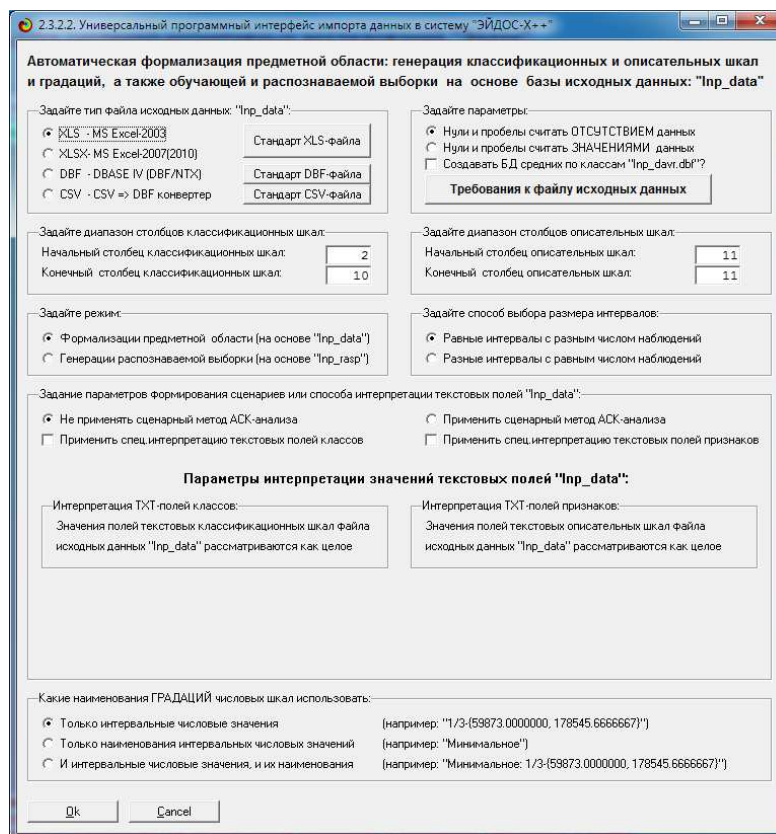 2.3.2.2. Универсальный программный интерфейс импорта данных в систему "ЭЙДОС-X++"
Автоматическая формализация предметной области: генерация классификационных и описательных шкал
и градаций, а также обучающей и распознаваемой выборки на основе базы исходных данных: "Inp_data"
Задайте тип файла исходных данных: "Inp_data":
XLS - MS Excel-2003
XLSX- MS Excel-2007(2010)
DBF - DBASE IV (DBF/NTX)
CSV - CSV => DBF конвертер
Стандарт XLS-файла
Стандарт DBF-файла
Стандарт CSV-файла
Задайте параметры:
Нули и пробелы считать ОТСУТСТВИЕМ данных
Нули и пробелы считать ЗНАЧЕНИЯМИ данных
Создавать БД средних по классам "Inp_davr.dbf"?
Требования к файлу исходных данных
Задайте диапазон столбцов классификационных шкал:
Начальный столбец классификационных шкал: 2
Конечный столбец классификационных шкал: 10
Задайте диапазон столбцов описательных шкал:
Начальный столбец описательных шкал: 11
Конечный столбец описательных шкал: 11
Задайте режим:
Формализации предметной области (на основе "Inp_data")
Генерации распознаваемой выборки (на основе "Inp_rasp")
Задайте способ выбора размера интервалов:
Равные интервалы с разным числом наблюдений
Разные интервалы с равным числом наблюдений
Задание параметров формирования сценариев или способа интерпретации текстовых полей "Inp_data":
Не применять сценарный метод АСК-анализа
Применить спец.интерпретацию текстовых полей классов
Применить сценарный метод АСК-анализа
Применить спец.интерпретацию текстовых полей признаков
Параметры интерпретации значений текстовых полей "Inp_data":
Интерпретация TXT-полей классов:
Значения полей текстовых классификационных шкал файла
исходных данных "Inp_data" рассматриваются как целое
Интерпретация TXT-полей признаков:
Значения полей текстовых описательных шкал файла
исходных данных "Inp_data" рассматриваются как целое
Какие наименования ГРАДАЦИЙ числовых шкал использовать:
Только интервальные числовые значения (например: "1/3-{59873.0000000, 178545.6666667}")
Только наименования интервальных числовых значений (например: "Минимальное")
И интервальные числовые значения, и их наименования (например: "Минимальное: 1/3-{59873.0000000, 178545.6666667}")
Ok
Cancel